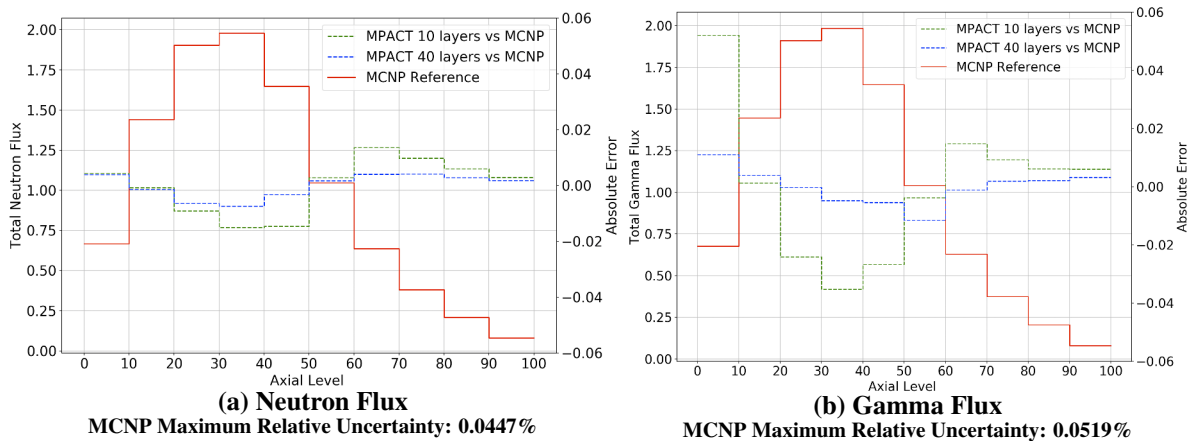 MPACT 10 layers vs MCNP
MPACT 40 layers vs MCNP
MCNP Reference
Total Neutron Flux
2.00
1.75
1.50
1.25
1.00
0.75
0.50
0.25
0.00
0.06
0.04
0.02
0.00
−0.02
−0.04
−0.06
Absolute Error
0 10 20 30 40 50 60 70 80 90 100
Axial Level
(a) Neutron Flux
MCNP Maximum Relative Uncertainty: 0.0447%
MPACT 10 layers vs MCNP
MPACT 40 layers vs MCNP
MCNP Reference
Total Gamma Flux
2.00
1.75
1.50
1.25
1.00
0.75
0.50
0.25
0.00
0.06
0.04
0.02
0.00
−0.02
−0.04
−0.06
Absolute Error
0 10 20 30 40 50 60 70 80 90 100
Axial Level
(b) Gamma Flux
MCNP Maximum Relative Uncertainty: 0.0519%